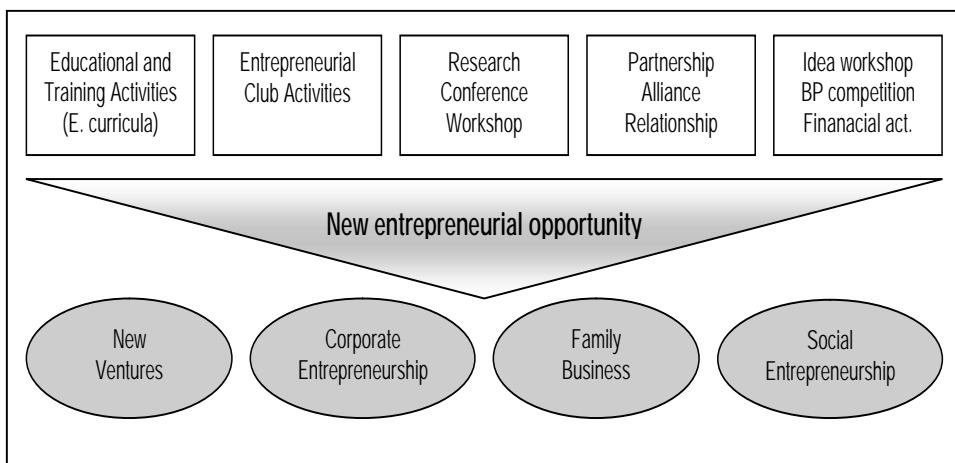 Educational and
Training Activities
(E. curricula)
Entrepreneurial
Club Activities
Research
Conference
Workshop
Partnership
Alliance
Relationship
Idea workshop
BP competition
Finanacial act.
New entrepreneurial opportunity
New
Ventures
Corporate
Entrepreneurship
Family
Business
Social
Entrepreneurship